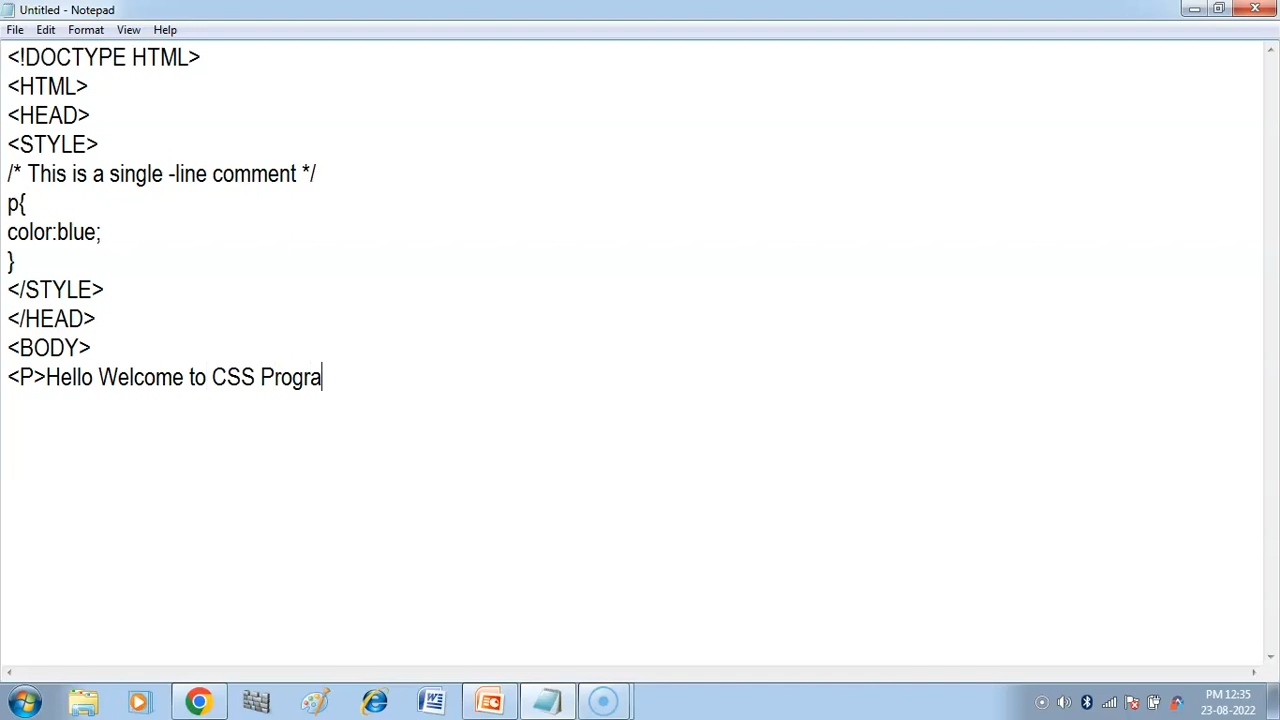 Untitled - Notepad
File Edit Format View Help
<!DOCTYPE HTML>
<HTML>
<HEAD>
<STYLE>
/* This is a single -line comment */
p{
color:blue;
}
</STYLE>
</HEAD>
<BODY>
<P>Hello Welcome to CSS Progra
PM 12:35
23-08-2022